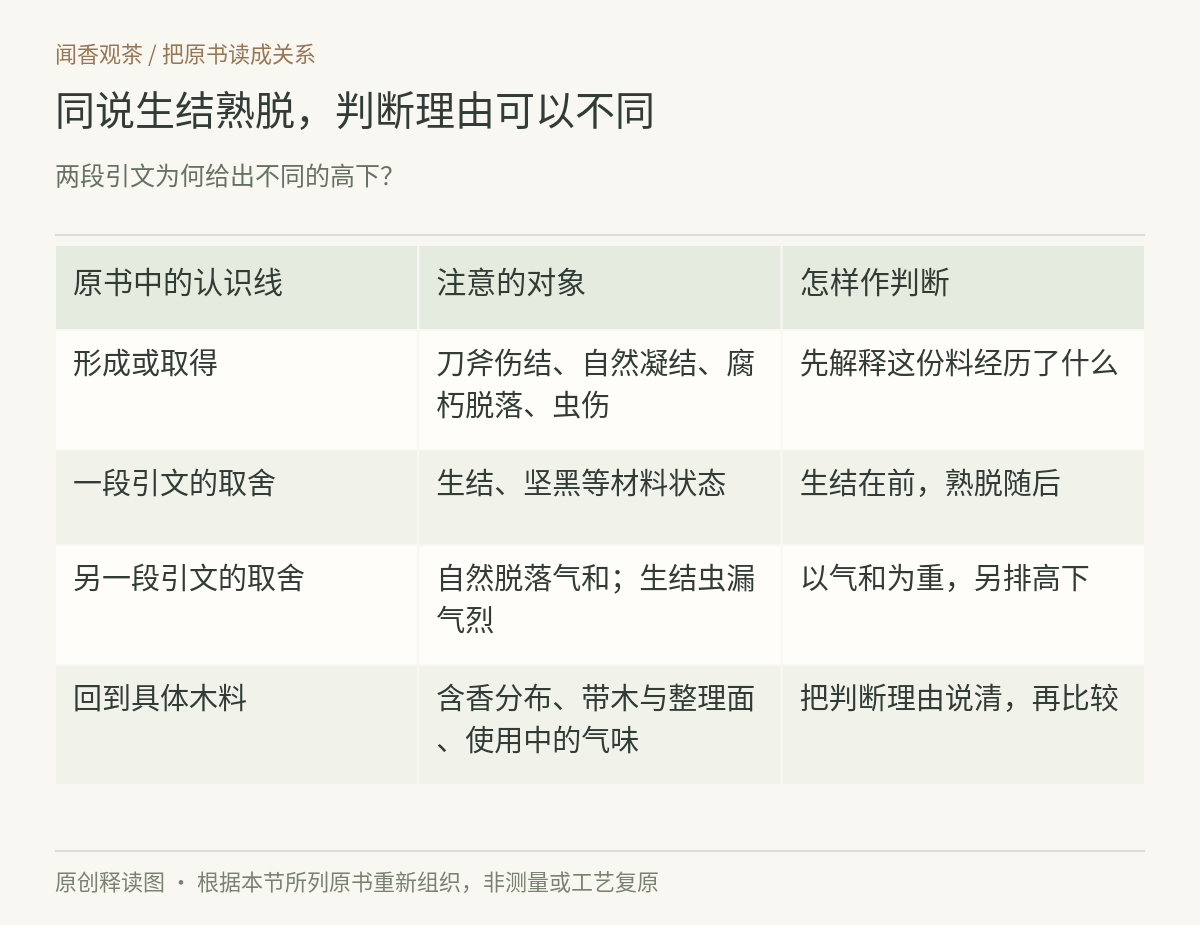 闻香观茶 / 把原书读成关系
同说生结熟脱，判断理由可以不同
两段引文为何给出不同的高下？
原书中的认识线
注意的对象
怎样作判断
形成或取得
刀斧伤结、自然凝结、腐
朽脱落、虫伤
先解释这份料经历了什么
一段引文的取舍
生结、坚黑等材料状态
生结在前，熟脱随后
另一段引文的取舍
自然脱落气和；生结虫漏
气烈
以气和为重，另排高下
回到具体木料
含香分布、带木与整理面
、使用中的气味
把判断理由说清，再比较
原创释读图 · 根据本节所列原书重新组织，非测量或工艺复原